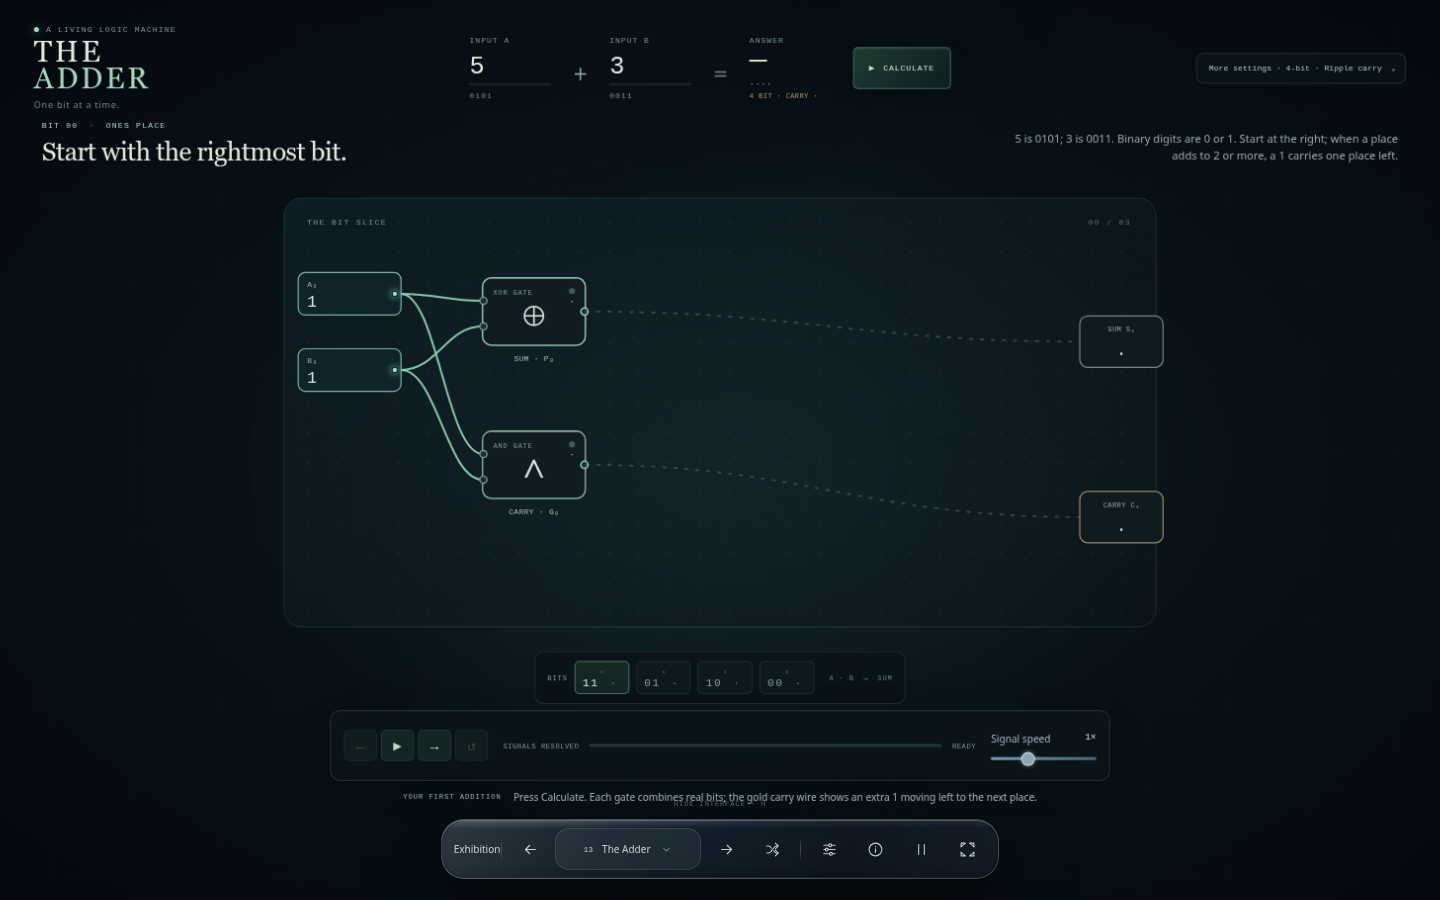 A LIVING LOGIC MACHINE
THE
ADDER
One bit at a time.
INPUT A
5
0101
+
INPUT B
3
0011
=
ANSWER
—
····
4 BIT · CARRY ·
▶ CALCULATE
More settings · 4-bit · Ripple carry
BIT 00 · ONES PLACE
Start with the rightmost bit.
5 is 0101; 3 is 0011. Binary digits are 0 or 1. Start at the right; when a place
adds to 2 or more, a 1 carries one place left.
THE BIT SLICE
00 / 03
A₀
1
B₀
1
XOR GATE
⊕
SUM · P₀
AND GATE
∧
CARRY · G₀
SUM S₀
·
CARRY C₁
·
BITS
11 ·
01 ·
10 ·
00 ·
A · B → SUM
← ▶ → ↺
SIGNALS RESOLVED
READY
Signal speed
1×
YOUR FIRST ADDITION
Press Calculate. Each gate combines real bits; the gold carry wire shows an extra 1 moving left to the next place.
HIDE INTERFACE · H
Exhibition
13 The Adder